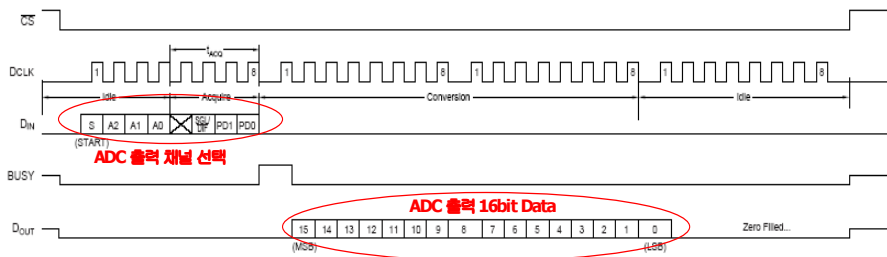 CS
tACQ
DCLK 1 8 1 8 1 8 1 8
Idle Acquire Conversion Idle
DIN S A2 A1 A0 SGL/DIF PD1 PD0
(START)
ADC 출력 채널 선택
BUSY
ADC 출력 16bit Data
DOUT 15 14 13 12 11 10 9 8 7 6 5 4 3 2 1 0 Zero Filled...
(MSB) (LSB)